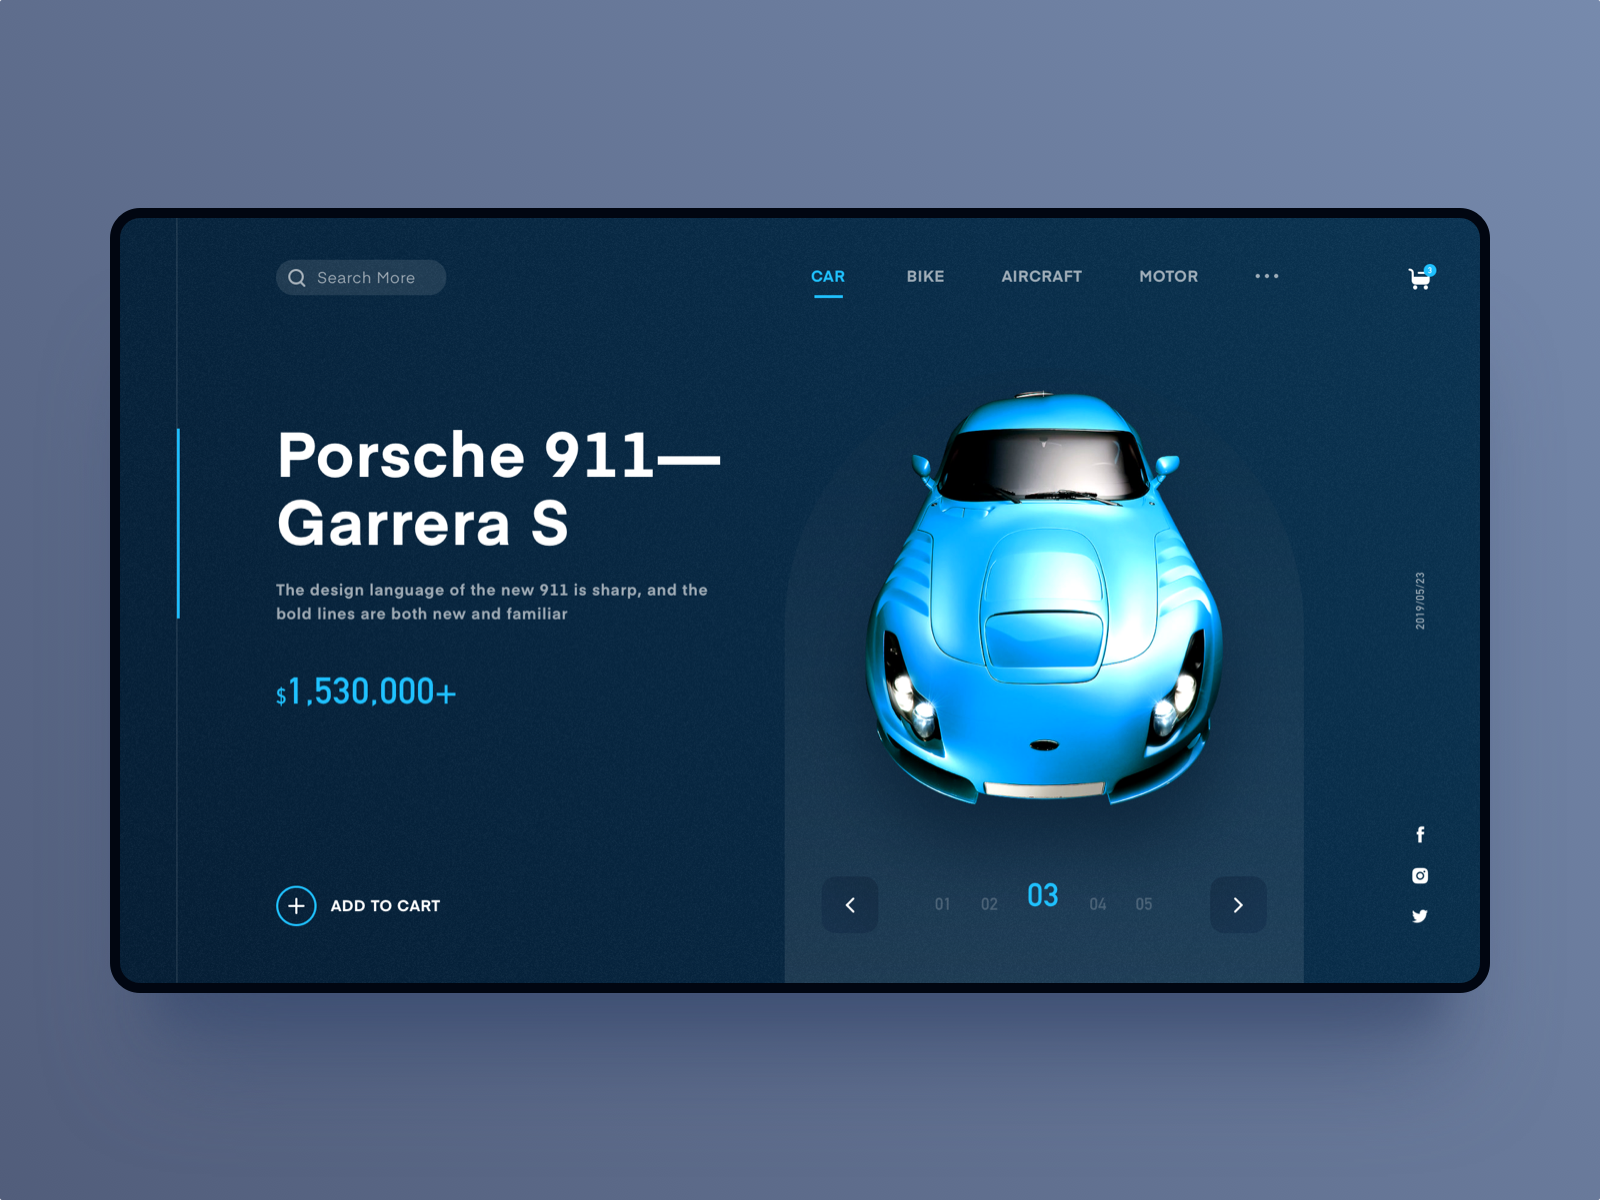 Search More
CAR
BIKE
AIRCRAFT
MOTOR
3
Porsche 911—
Garrera S
The design language of the new 911 is sharp, and the
bold lines are both new and familiar
$1,530,000+
2019/05/23
ADD TO CART
01 02 03 04 05